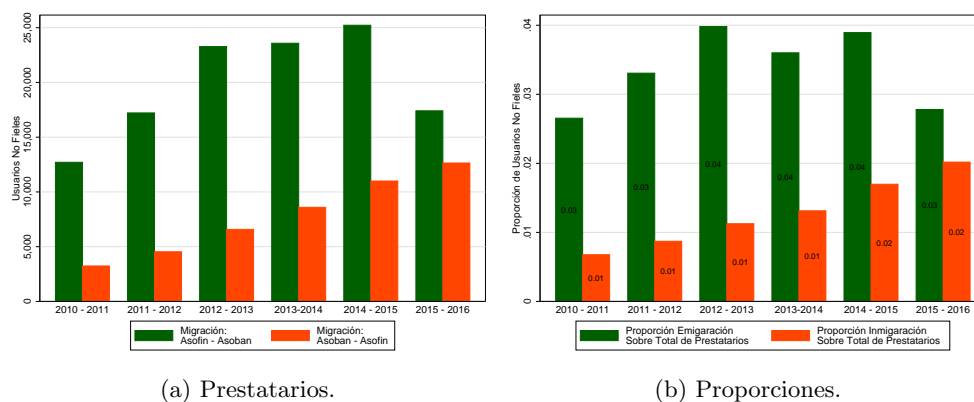 Usuarios No Fieles
25,000
20,000
15,000
10,000
5,000
0
2010 - 2011
2011 - 2012
2012 - 2013
2013-2014
2014 - 2015
2015 - 2016
Migración:
Asofin - Asoban
Migración:
Asoban - Asofin
(a) Prestatarios.
Proporción de Usuarios No Fieles
.04
.03
.02
.01
0
0.03
0.01
0.03
0.01
0.04
0.01
0.04
0.01
0.04
0.02
0.03
0.02
2010 - 2011
2011 - 2012
2012 - 2013
2013-2014
2014 - 2015
2015 - 2016
Proporción Emigaración
Sobre Total de Prestatarios
Proporción Inmigaración
Sobre Total de Prestatarios
(b) Proporciones.